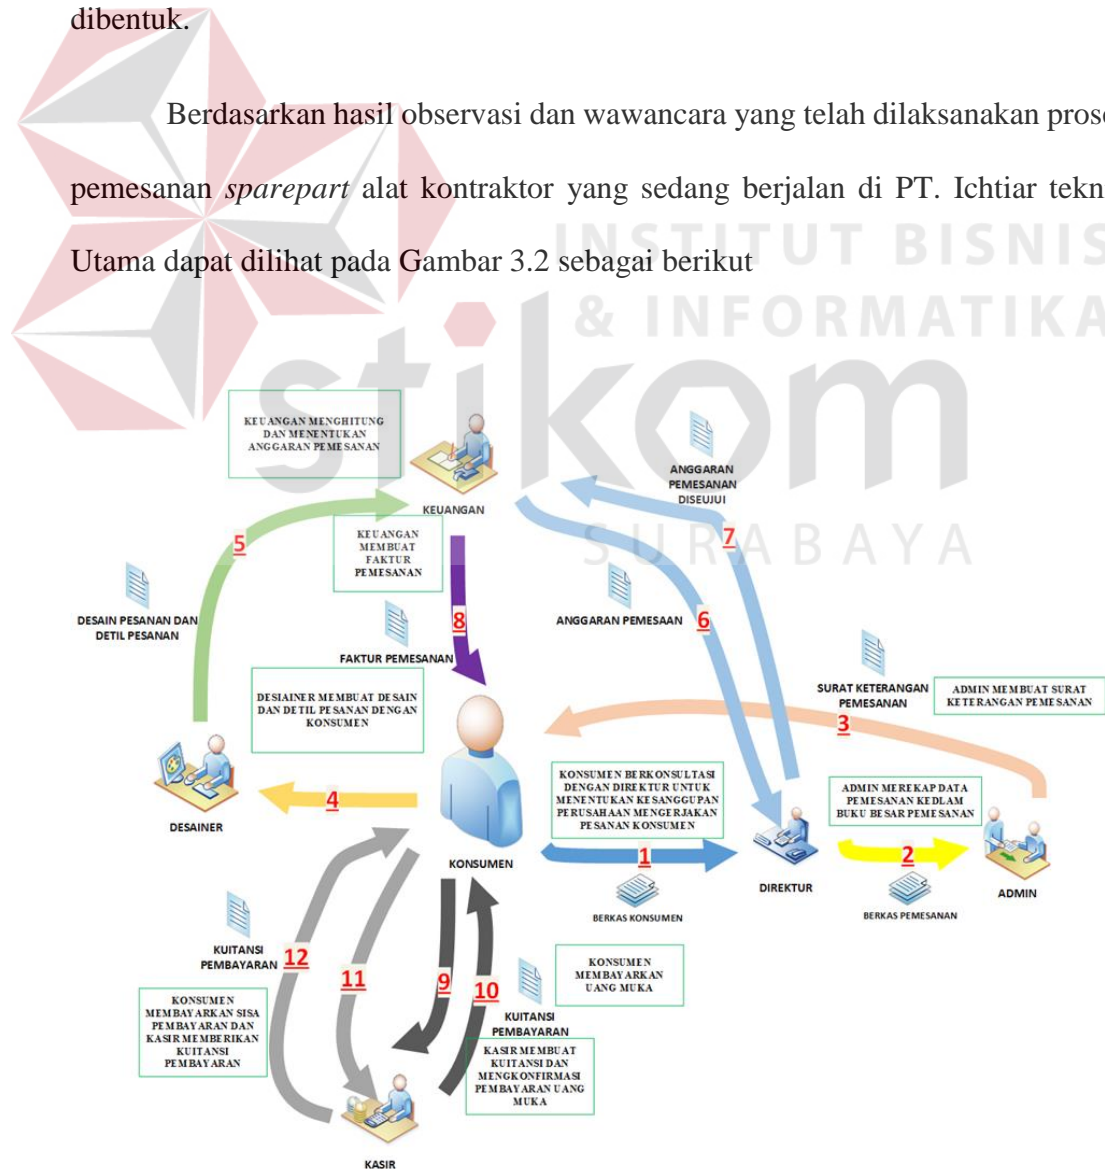 dibentuk.
Berdasarkan hasil observasi dan wawancara yang telah dilaksanakan pros
pemesanan sparepart alat kontraktor yang sedang berjalan di PT. Ichtiar tekn
Utama dapat dilihat pada Gambar 3.2 sebagai berikut
INSTITUT BISNIS
& INFORMATIKA
stikom
SURABAYA
KEUANGAN MENGHITUNG
DAN MENENTUKAN
ANGGARAN PEMESANAN
KEUANGAN
ANGGARAN
PEMESANAN
DISEUJUI
KEUANGAN
MEMBUAT
FAKTUR
PEMESANAN
5
7
DESAIN PESANAN DAN
DETIL PESANAN
8
ANGGARAN PEMESAAN
6
FAKTUR PEMESANAN
DESIAINER MEMBUAT DESAIN
DAN DETIL PESANAN DENGAN
KONSUMEN
SURAT KETERANGAN
PEMESANAN
ADMIN MEMBUAT SURAT
KETERANGAN PEMESANAN
3
4
DESAINER
KONSUMEN
KONSUMEN BERKONSULTASI
DENGAN DIREKTUR UNTUK
MENENTUKAN KESANGGUPAN
PERUSAHAAN MENGERJAKAN
PESANAN KONSUMEN
1
BERKAS KONSUMEN
DIREKTUR
ADMIN MEREKAP DATA
PEMESANAN KEDLAM
BUKU BESAR PEMESANAN
2
BERKAS PEMESANAN
ADMIN
KUITANSI
PEMBAYARAN
12
11
9
10
KONSUMEN
MEMBAYARKAN
UANG MUKA
KUITANSI
PEMBAYARAN
KONSUMEN
MEMBAYARKAN SISA
PEMBAYARAN DAN
KASIR MEMBERIKAN
KUITANSI
PEMBAYARAN
KASIR MEMBUAT
KUITANSI DAN
MENGKONFIRMASI
PEMBAYARAN UANG
MUKA
KASIR